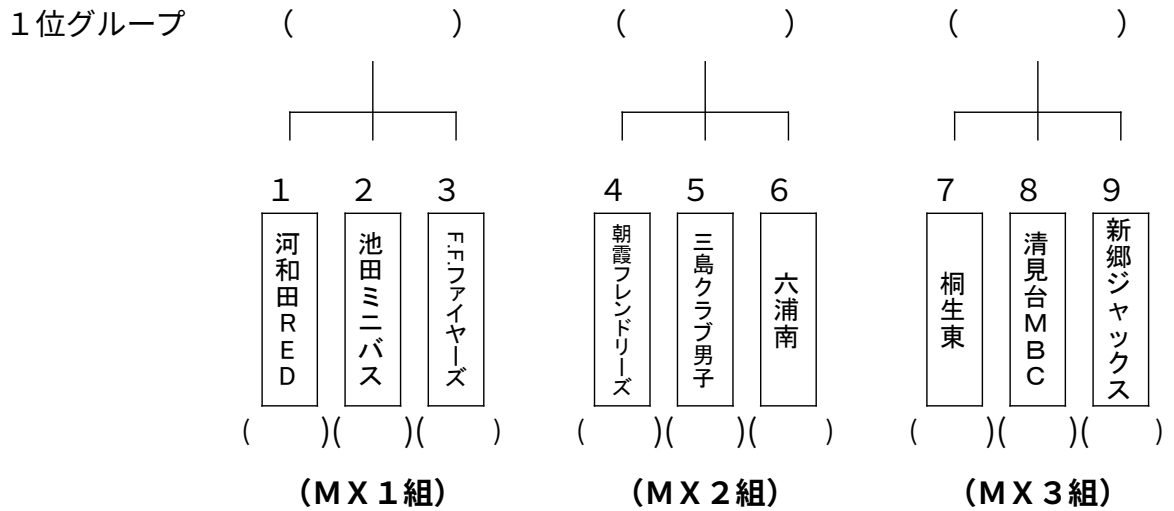 １位グループ ( ) ( ) ( )
１ ２ ３ ４ ５ ６ ７ ８ ９
河和田ＲＥＤ
池田ミニバス
F.F.ファイヤーズ
朝霞フレンドリーズ
三島クラブ男子
六浦南
桐生東
清見台ＭＢＣ
新郷ジャックス
( )( )( ) ( )( )( ) ( )( )( )
（ＭＸ１組） （ＭＸ２組） （ＭＸ３組）